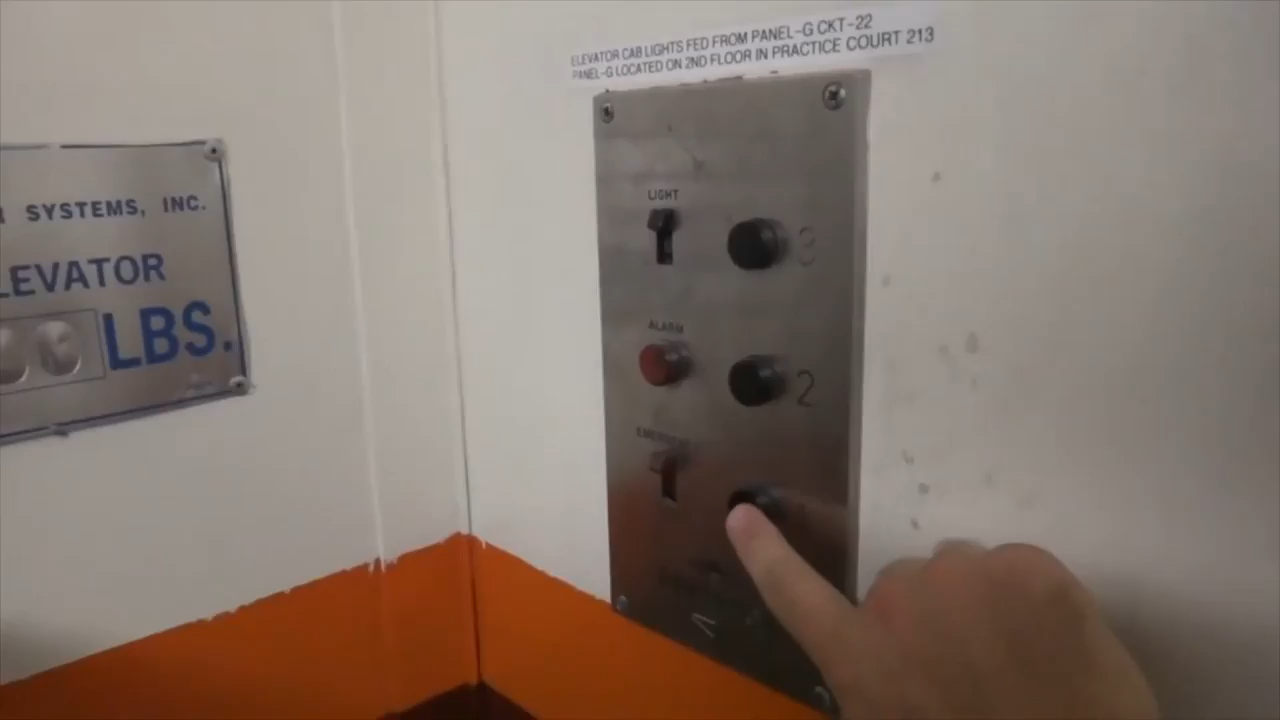 ELEVATOR CAB LIGHTS FED FROM PANEL-G CKT-22
PANEL-G LOCATED ON 2ND FLOOR IN PRACTICE COURT 213
SYSTEMS, INC.
LEVATOR
LBS.
LIGHT
3
ALARM
2